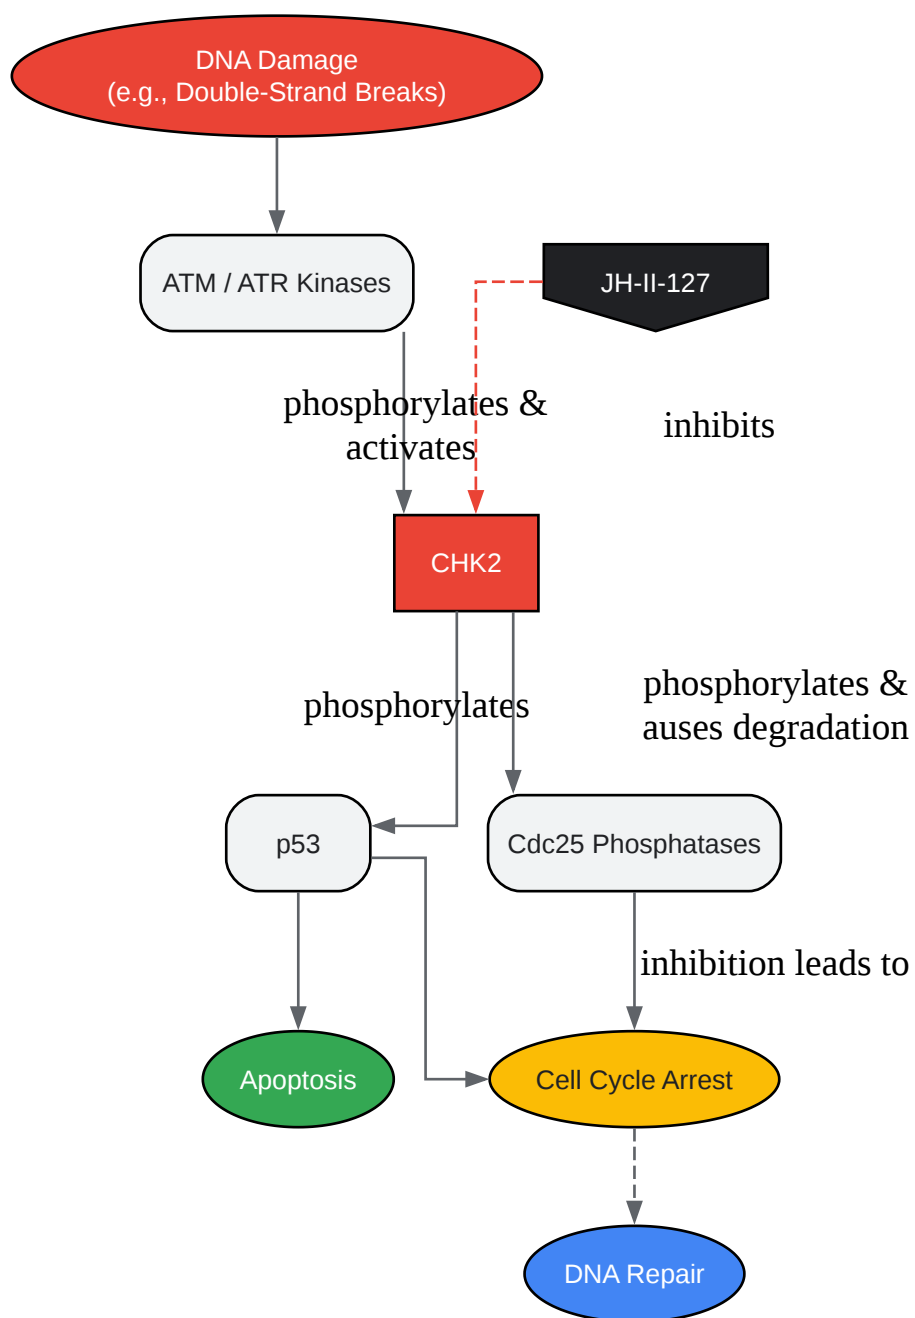 DNA Damage
(e.g., Double-Strand Breaks)
ATM / ATR Kinases
JH-II-127
phosphorylates &
activates
inhibits
CHK2
phosphorylates
phosphorylates &
auses degradation
p53
Cdc25 Phosphatases
inhibition leads to
Apoptosis
Cell Cycle Arrest
DNA Repair